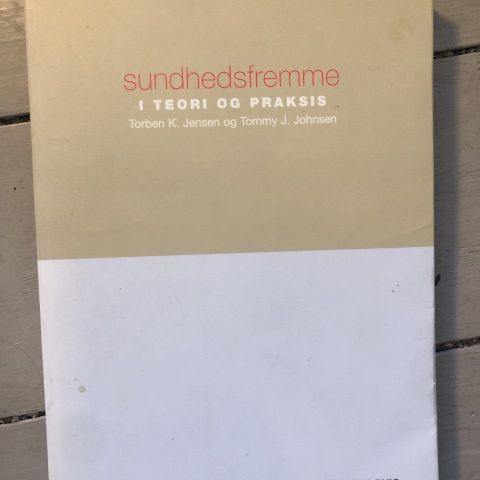 sundhedsfremme
I TEORI OG PRAKSIS
Torben K. Jensen og Tommy J. Johnsen